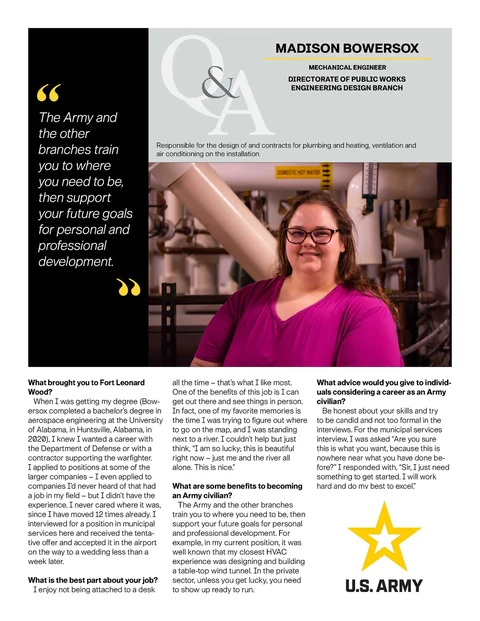 Q
&
A
MADISON BOWERSOX
MECHANICAL ENGINEER
DIRECTORATE OF PUBLIC WORKS
ENGINEERING DESIGN BRANCH
Responsible for the design of and contracts for plumbing and heating, ventilation and
air conditioning on the installation.
“
The Army and
the other
branches train
you to where
you need to be,
then support
your future goals
for personal and
professional
development.
”
DOMESTIC HOT WATER
What brought you to Fort Leonard
Wood?
When I was getting my degree (Bow-
ersox completed a bachelor's degree in
aerospace engineering at the University
of Alabama, in Huntsville, Alabama, in
2020), I knew I wanted a career with
the Department of Defense or with a
contractor supporting the warfighter.
I applied to positions at some of the
larger companies – I even applied to
companies I'd never heard of that had
a job in my field – but I didn't have the
experience. I never cared where it was,
since I have moved 12 times already. I
interviewed for a position in municipal
services here and received the tenta-
tive offer and accepted it in the airport
on the way to a wedding less than a
week later.
What is the best part about your job?
I enjoy not being attached to a desk
all the time – that's what I like most.
One of the benefits of this job is I can
get out there and see things in person.
In fact, one of my favorite memories is
the time I was trying to figure out where
to go on the map, and I was standing
next to a river. I couldn't help but just
think, “I am so lucky; this is beautiful
right now – just me and the river all
alone. This is nice.”
What are some benefits to becoming
an Army civilian?
The Army and the other branches
train you to where you need to be, then
support your future goals for personal
and professional development. For
example, in my current position, it was
well known that my closest HVAC
experience was designing and building
a table-top wind tunnel. In the private
sector, unless you get lucky, you need
to show up ready to run.
What advice would you give to individ-
uals considering a career as an Army
civilian?
Be honest about your skills and try
to be candid and not too formal in the
interviews. For the municipal services
interview, I was asked “Are you sure
this is what you want, because this is
nowhere near what you have done be-
fore?” I responded with, “Sir, I just need
something to get started. I will work
hard and do my best to excel.”
U.S. ARMY